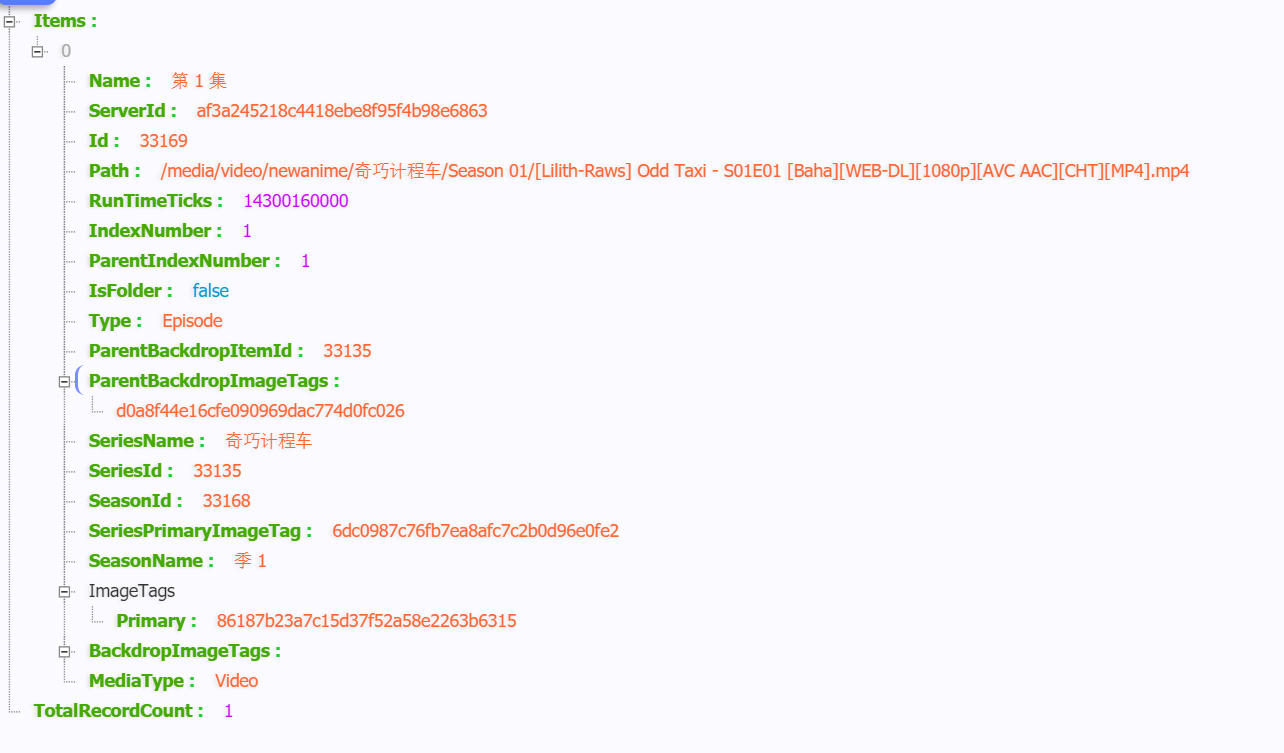 Items :
0
Name : 第 1 集
ServerId : af3a245218c4418ebe8f95f4b98e6863
Id : 33169
Path : /media/video/newanime/奇巧计程车/Season 01/[Lilith-Raws] Odd Taxi - S01E01 [Baha][WEB-DL][1080p][AVC AAC][CHT][MP4].mp4
RunTimeTicks : 14300160000
IndexNumber : 1
ParentIndexNumber : 1
IsFolder : false
Type : Episode
ParentBackdropItemId : 33135
ParentBackdropImageTags :
d0a8f44e16cfe090969dac774d0fc026
SeriesName : 奇巧计程车
SeriesId : 33135
SeasonId : 33168
SeriesPrimaryImageTag : 6dc0987c76fb7ea8afc7c2b0d96e0fe2
SeasonName : 季 1
ImageTags
Primary : 86187b23a7c15d37f52a58e2263b6315
BackdropImageTags :
MediaType : Video
TotalRecordCount : 1